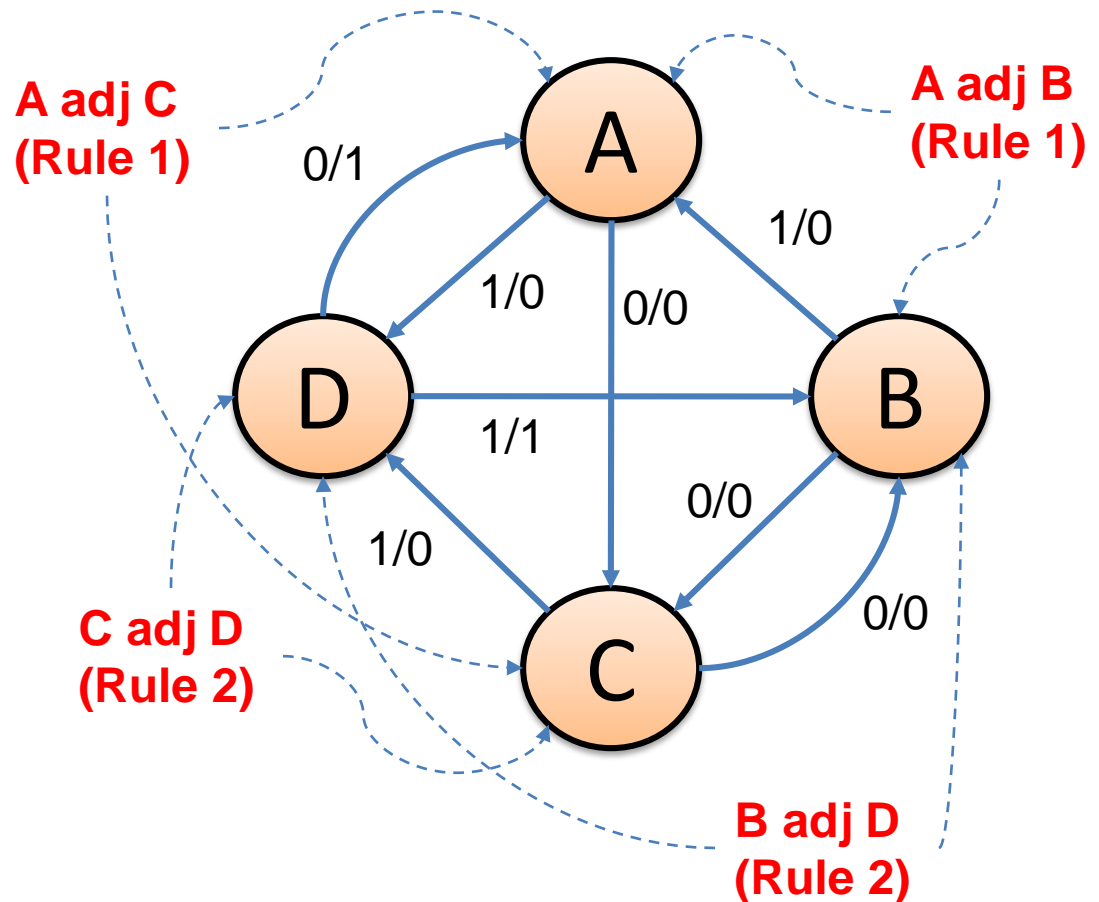 A adj C
(Rule 1)
A adj B
(Rule 1)
A
0/1
1/0
1/0
0/0
D
B
1/1
0/0
1/0
0/0
C adj D
(Rule 2)
C
B adj D
(Rule 2)